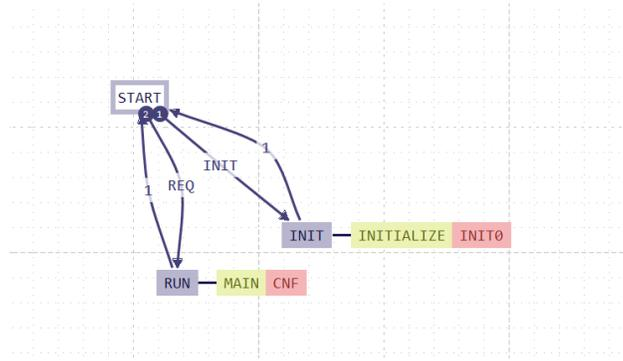 START
2 1
1
INIT
REQ
1
INIT INITIALIZE INIT0
RUN MAIN CNF